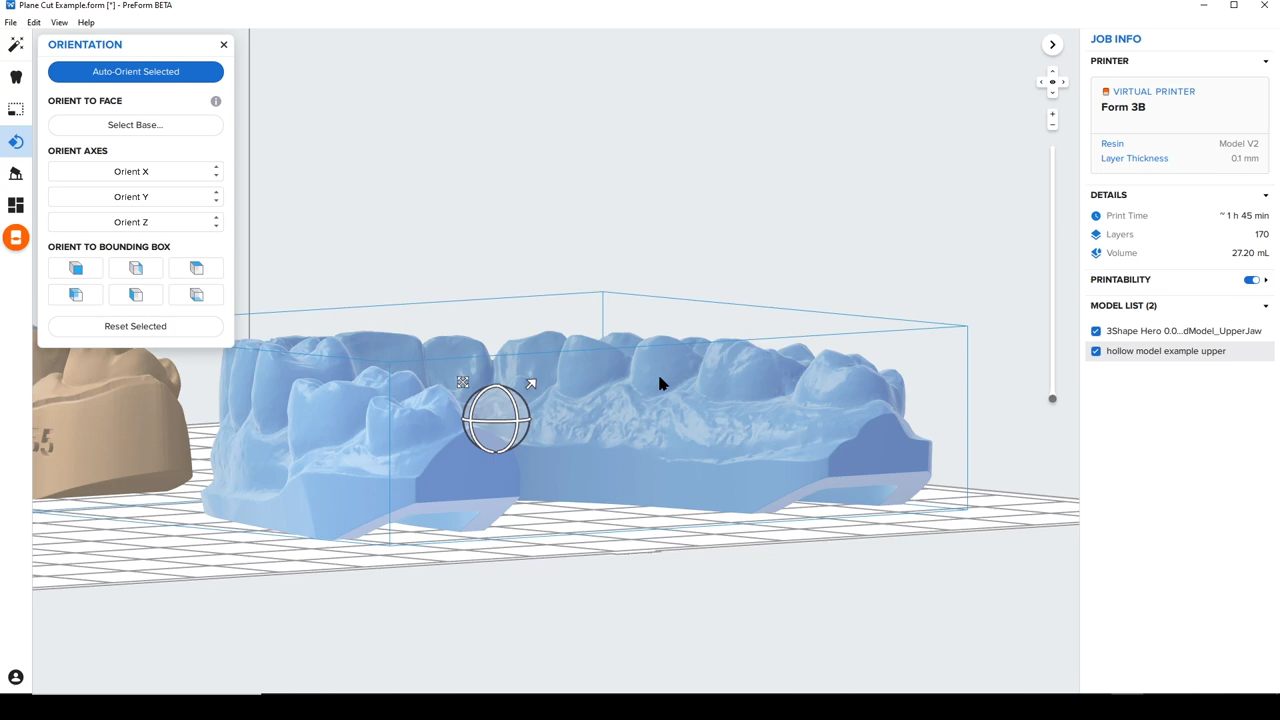 Plane Cut Example.form [*] - PreForm BETA
File Edit View Help
ORIENTATION
Auto-Orient Selected
ORIENT TO FACE
Select Base...
ORIENT AXES
Orient X
Orient Y
Orient Z
ORIENT TO BOUNDING BOX
Reset Selected
55
JOB INFO
PRINTER
VIRTUAL PRINTER
Form 3B
Resin Model V2
Layer Thickness 0.1 mm
DETAILS
Print Time ~ 1 h 45 min
Layers 170
Volume 27.20 mL
PRINTABILITY
MODEL LIST (2)
3Shape Hero 0.0...dModel_UpperJaw
hollow model example upper